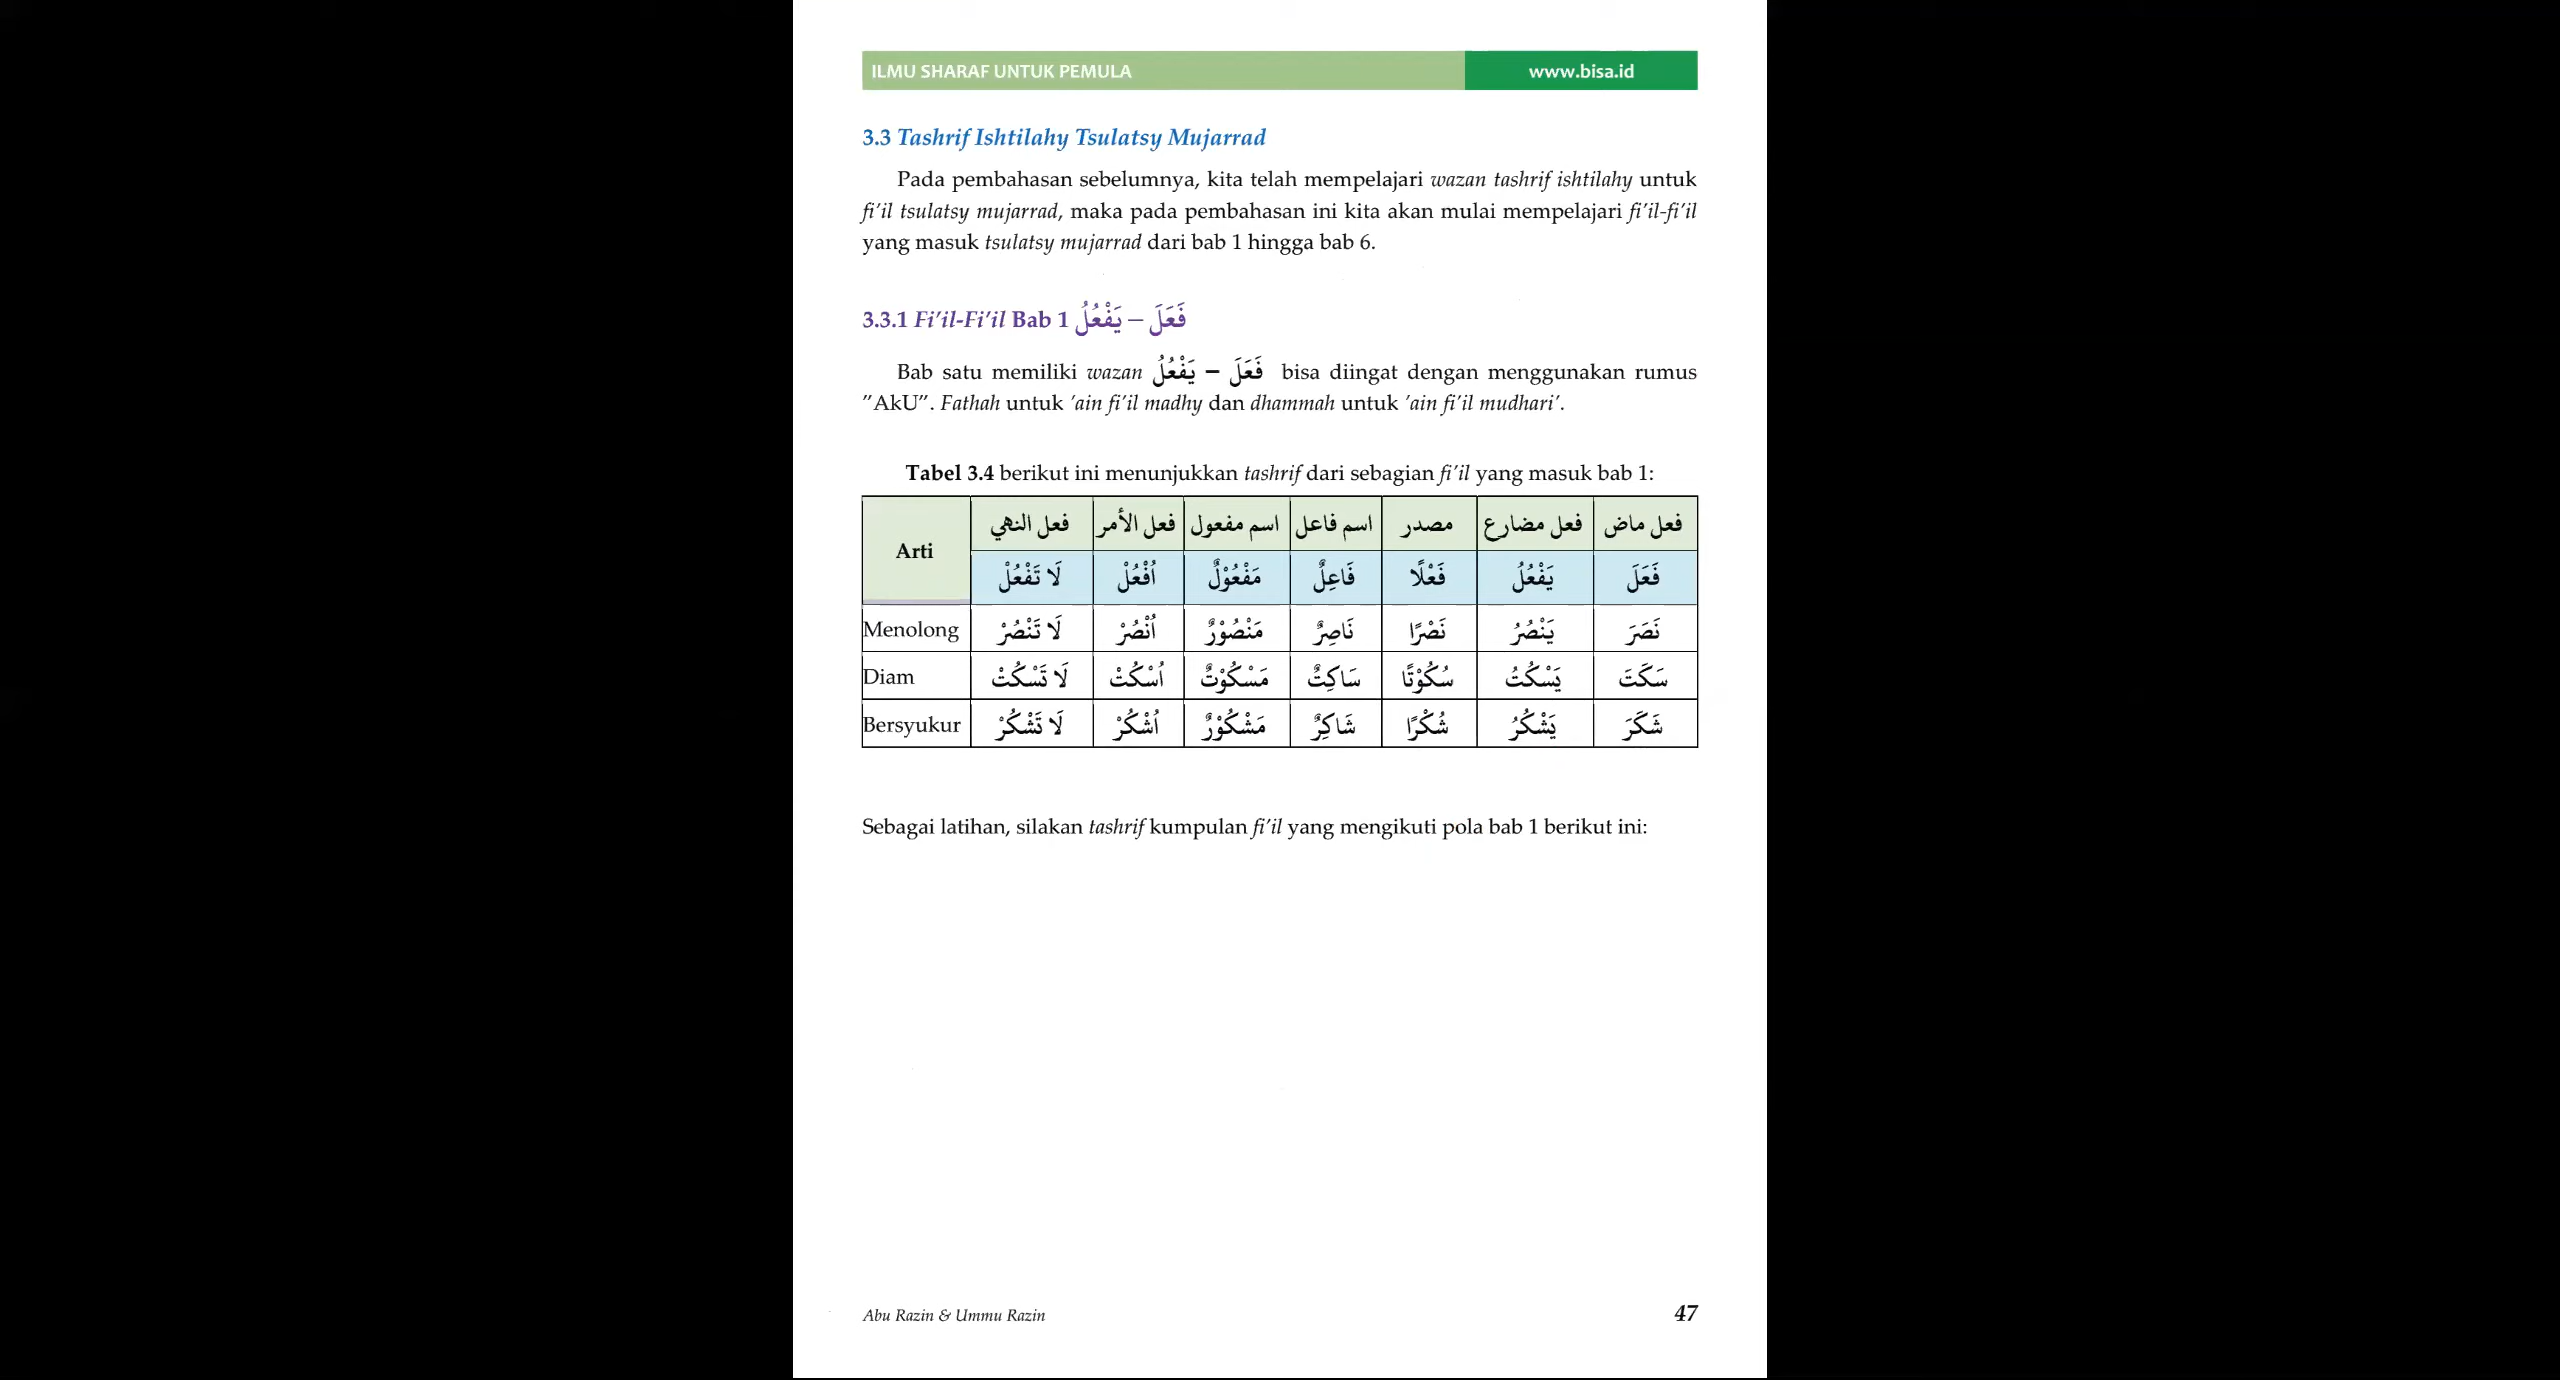 ILMU SHARAF UNTUK PEMULA www.bisa.id
3.3 Tashrif Ishtilahy Tsulatsy Mujarrad
Pada pembahasan sebelumnya, kita telah mempelajari wazan tashrif ishtilahy untuk
fi’il tsulatsy mujarrad, maka pada pembahasan ini kita akan mulai mempelajari fi’il-fi’il
yang masuk tsulatsy mujarrad dari bab 1 hingga bab 6.
3.3.1 Fi’il-Fi’il Bab 1 فَعَلَ – يَفْعُلُ
Bab satu memiliki wazan فَعَلَ – يَفْعُلُ bisa diingat dengan menggunakan rumus
”AkU”. Fathah untuk ’ain fi’il madhy dan dhammah untuk ’ain fi’il mudhari’.
Tabel 3.4 berikut ini menunjukkan tashrif dari sebagian fi’il yang masuk bab 1:
فعل ماض فعل مضارع مصدر اسم فاعل اسم مفعول فعل الأمر فعل النهي
Arti
فَعَلَ يَفْعُلُ فَعْلًا فَاعِلٌ مَفْعُوْلٌ اُفْعُلْ لَا تَفْعُلْ
نَصَرَ يَنْصُرُ نَصْرًا نَاصِرٌ مَنْصُوْرٌ اُنْصُرْ لَا تَنْصُرْ Menolong
سَكَتَ يَسْكُتُ سُكُوْتًا سَاكِتٌ مَسْكُوْتٌ اُسْكُتْ لَا تَسْكُتْ Diam
شَكَرَ يَشْكُرُ شُكْرًا شَاكِرٌ مَشْكُوْرٌ اُشْكُرْ لَا تَشْكُرْ Bersyukur
Sebagai latihan, silakan tashrif kumpulan fi’il yang mengikuti pola bab 1 berikut ini:
Abu Razin & Ummu Razin 47